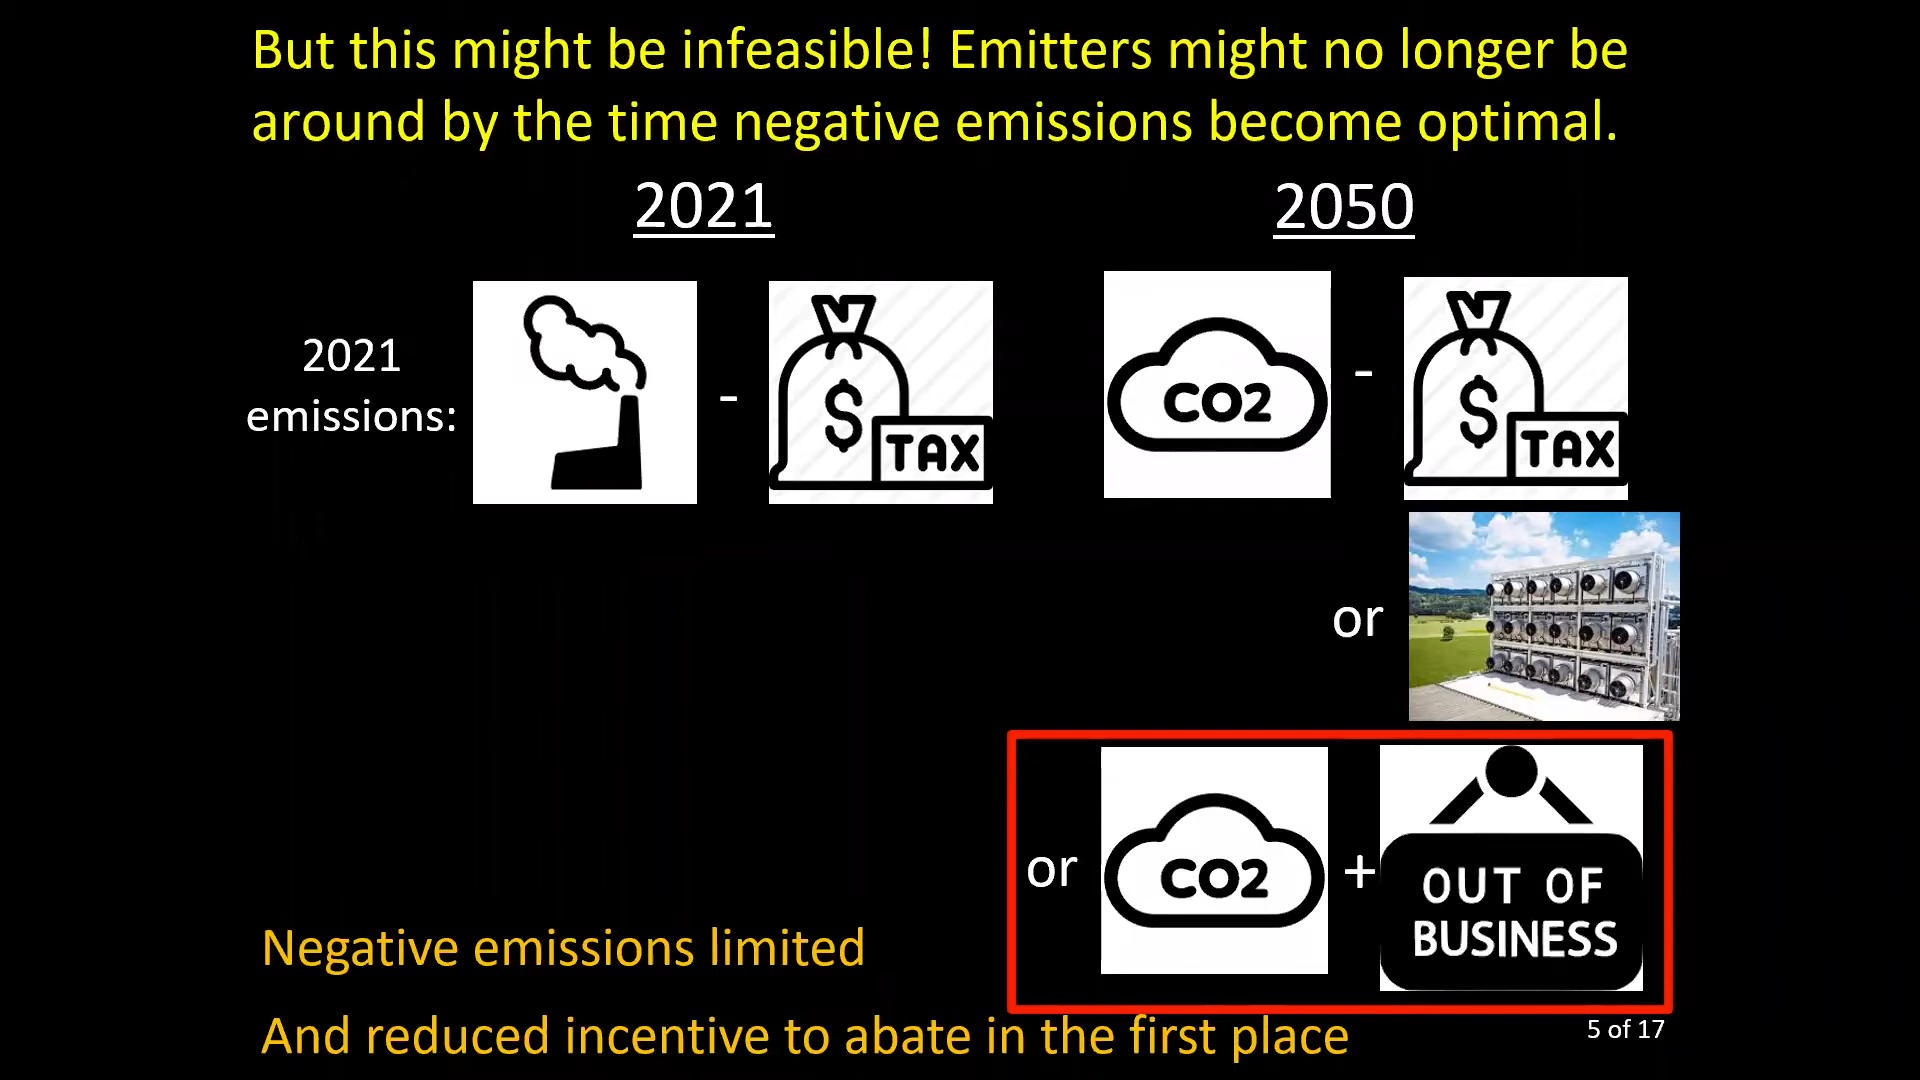 But this might be infeasible! Emitters might no longer be
around by the time negative emissions become optimal.
2021
2050
2021
emissions:
-
$
TAX
CO2
-
$
TAX
or
or
CO2
+
OUT OF
BUSINESS
Negative emissions limited
And reduced incentive to abate in the first place
5 of 17